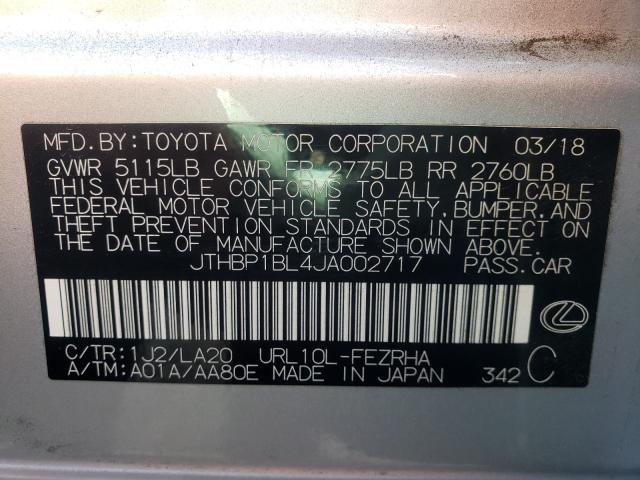 MFD. BY: TOYOTA MOTOR CORPORATION 03/18
GVWR 5115LB GAWR FR 2775LB RR 2760LB
THIS VEHICLE CONFORMS TO ALL APPLICABLE
FEDERAL MOTOR VEHICLE SAFETY, BUMPER, AND
THEFT PREVENTION STANDARDS IN EFFECT ON
THE DATE OF MANUFACTURE SHOWN ABOVE.
JTHBP1BL4JA002717 PASS. CAR
C/TR: 1J2/LA20 URL10L-FEZRHA
A/TM: A01A/AA80E MADE IN JAPAN 342 C